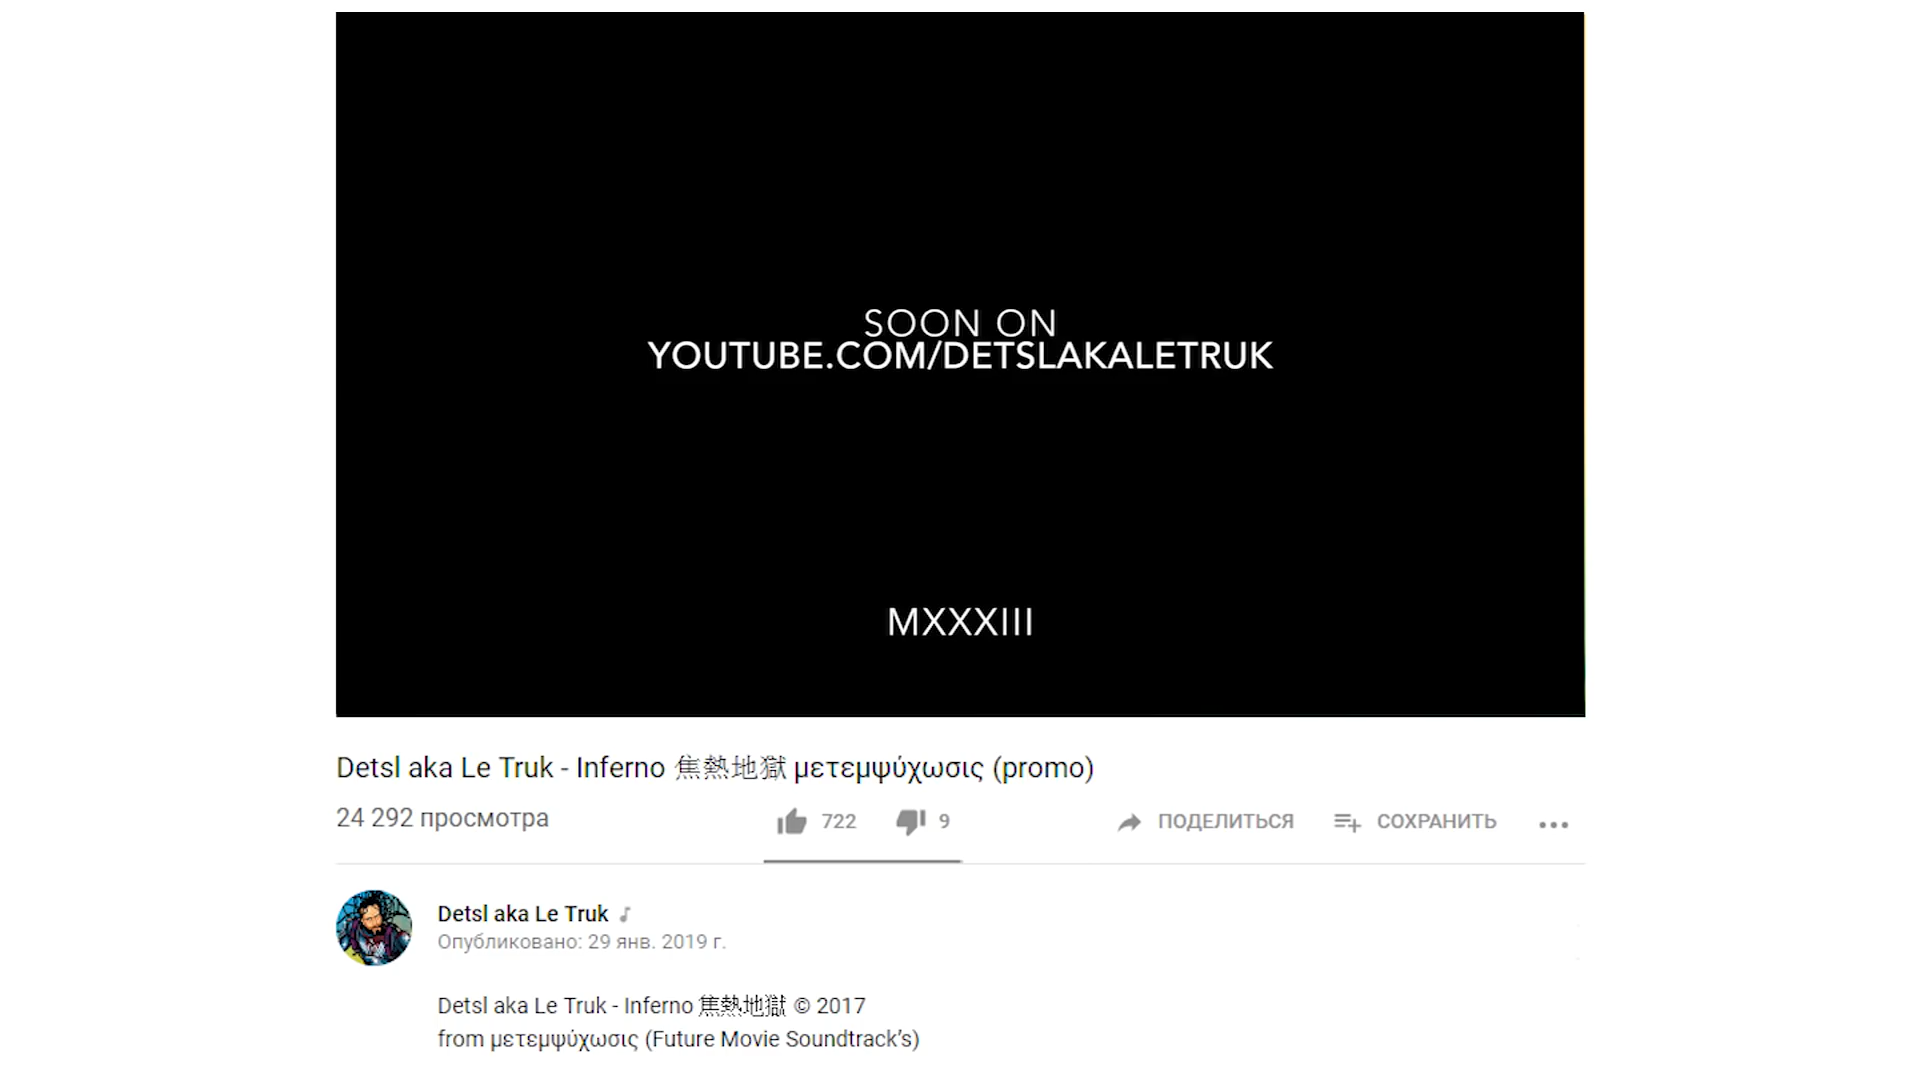 SOON ON
YOUTUBE.COM/DETSLAKALETRUK
MXXXIII
Detsl aka Le Truk - Inferno 焦熱地獄 μετεμψύχωσις (promo)
24 292 просмотра 722 9 ПОДЕЛИТЬСЯ СОХРАНИТЬ
Detsl aka Le Truk
Опубликовано: 29 янв. 2019 г.
Detsl aka Le Truk - Inferno 焦熱地獄 © 2017
from μετεμψύχωσις (Future Movie Soundtrack’s)